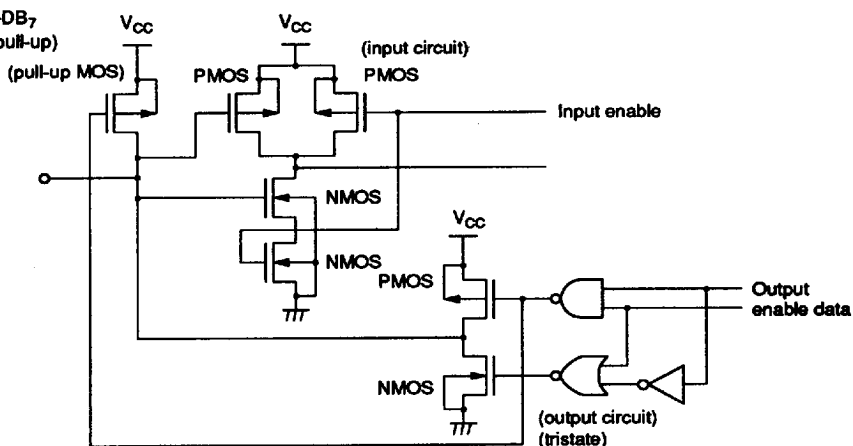 -DB7
pull-up)
(pull-up MOS)
VCC
VCC
(input circuit)
PMOS
PMOS
Input enable
NMOS
NMOS
VCC
PMOS
Output
enable data
NMOS
(output circuit)
(tristate)